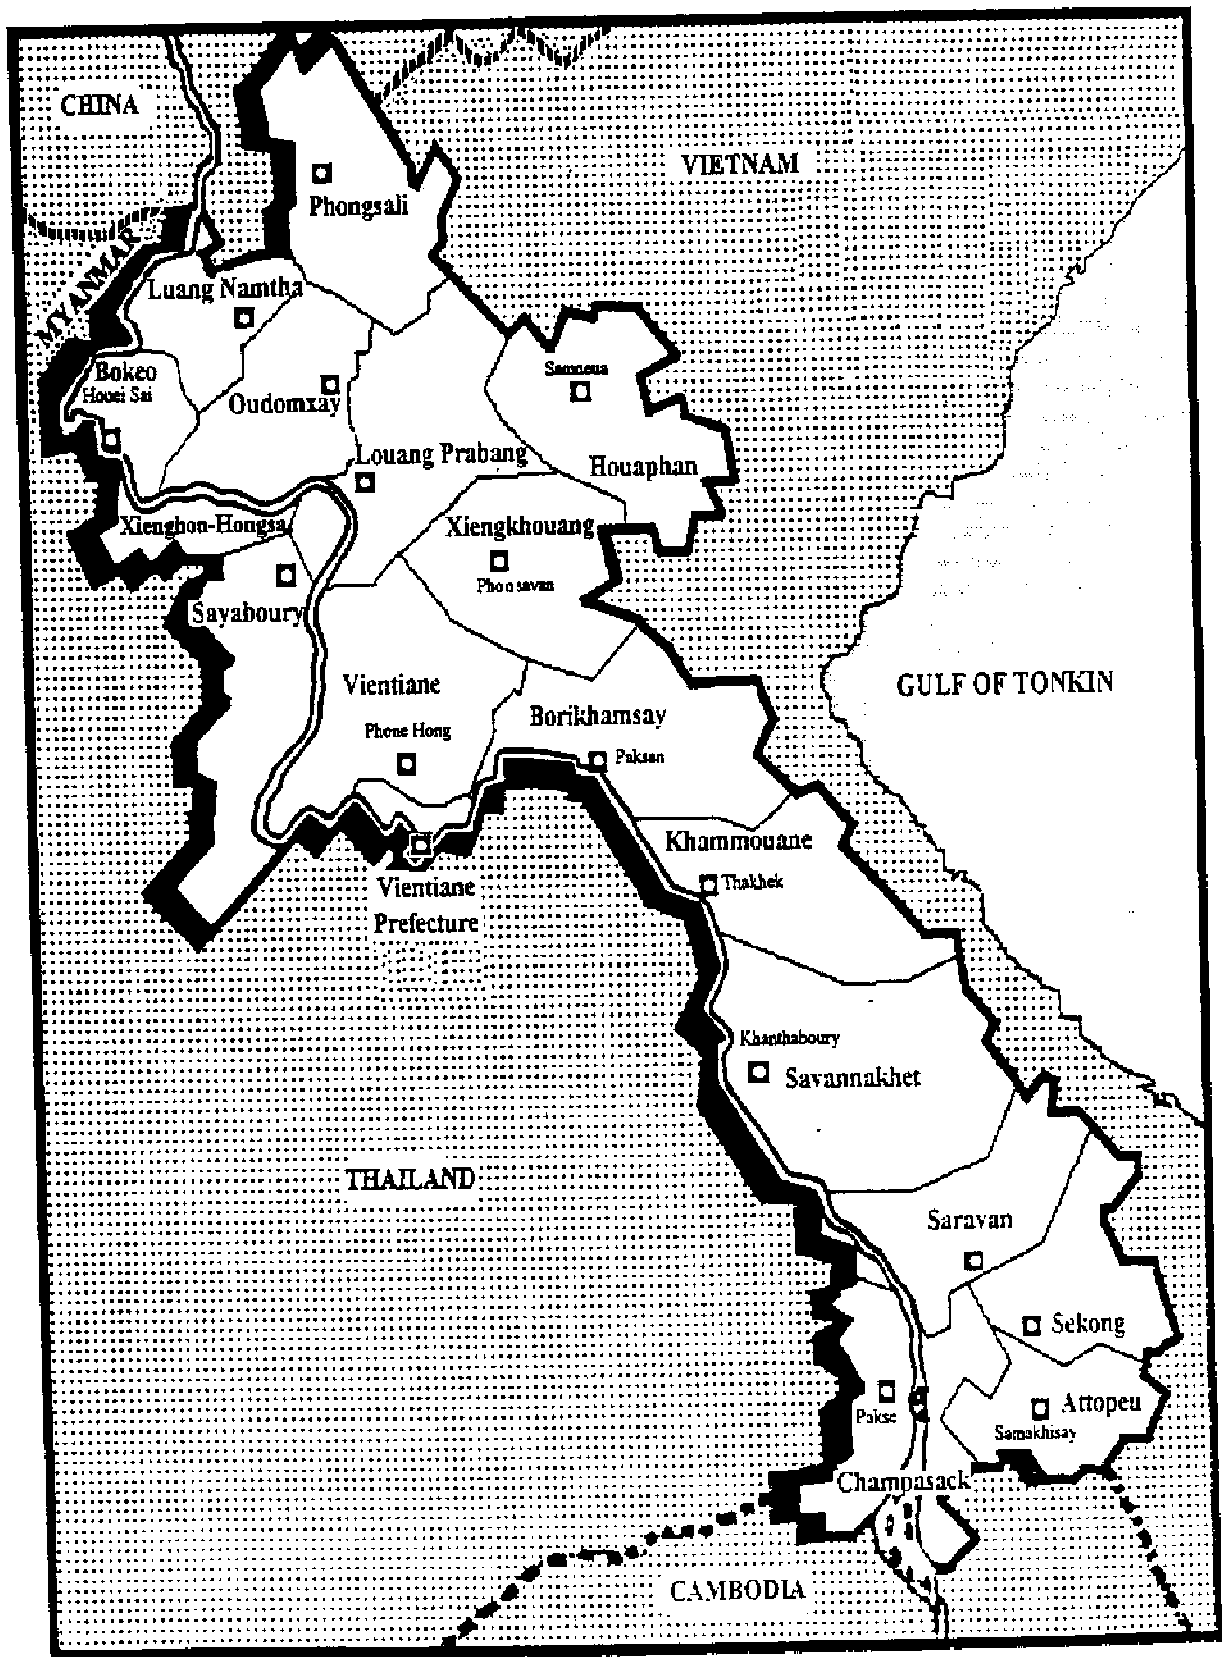 CHINA
VIETNAM
Phongsali
MYANMAR
Luang Namtha
Bokeo
Houei Sai
Samneua
Oudomxay
Louang Prabang
Houaphan
Xienghon-Hongsa
Xiengkhouang
Phonsavan
Sayaboury
Vientiane
GULF OF TONKIN
Borikhamsay
Phone Hong
Paksan
Khammouane
Thakhek
Vientiane
Prefecture
Khanthaboury
Savannakhet
THAILAND
Saravan
Sekong
Attopeu
Pakse
Samakhisay
Champasack
CAMBODIA